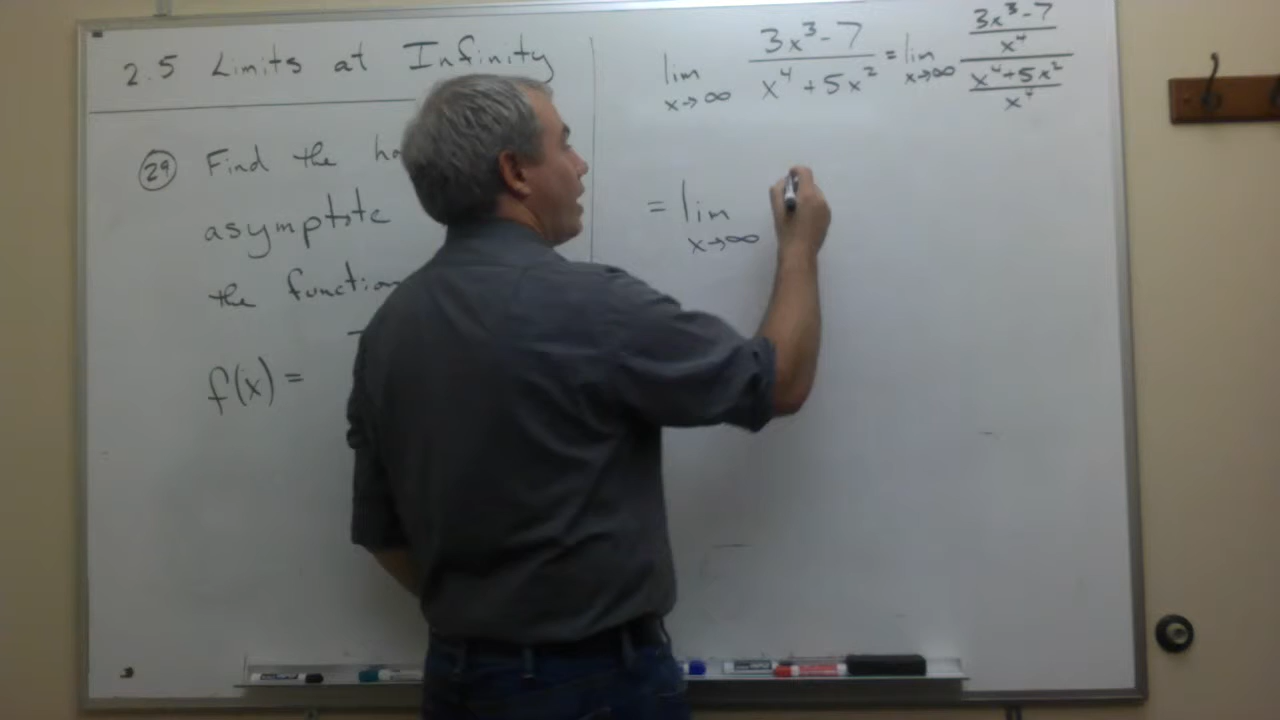 2.5 Limits at Infinity
29 Find the
asymptote
the function
f(x) =
lim x→∞ (3x³ - 7)/(x⁴ + 5x²) = lim x→∞ ((3x³ - 7)/x⁴)/((x⁴ + 5x²)/x⁴)
= lim x→∞